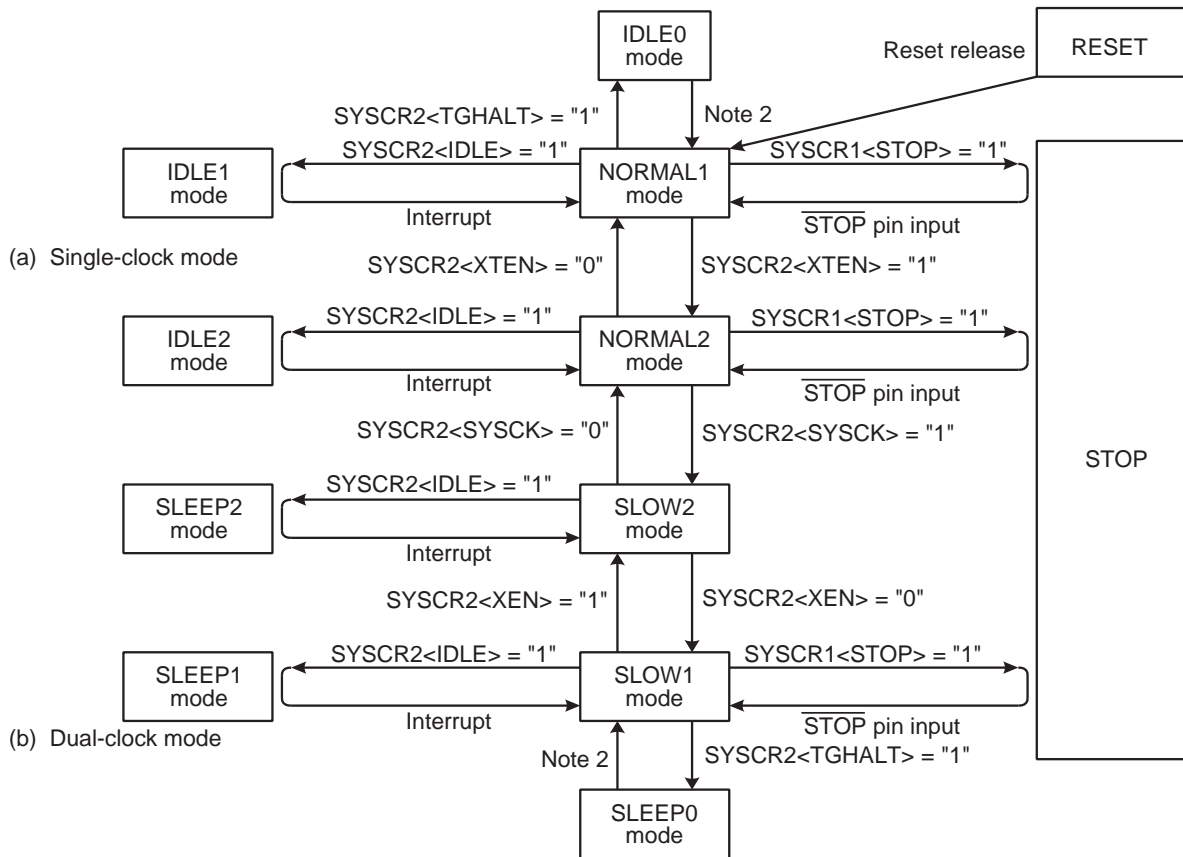 IDLE0
mode
Reset release
RESET
SYSCR2<TGHALT> = "1"
Note 2
IDLE1
mode
SYSCR2<IDLE> = "1"
Interrupt
NORMAL1
mode
SYSCR1<STOP> = "1"
STOP pin input
(a) Single-clock mode
SYSCR2<XTEN> = "0"
SYSCR2<XTEN> = "1"
IDLE2
mode
SYSCR2<IDLE> = "1"
Interrupt
NORMAL2
mode
SYSCR1<STOP> = "1"
STOP pin input
SYSCR2<SYSCK> = "0"
SYSCR2<SYSCK> = "1"
STOP
SLEEP2
mode
SYSCR2<IDLE> = "1"
Interrupt
SLOW2
mode
SYSCR2<XEN> = "1"
SYSCR2<XEN> = "0"
SLEEP1
mode
SYSCR2<IDLE> = "1"
Interrupt
SLOW1
mode
SYSCR1<STOP> = "1"
STOP pin input
(b) Dual-clock mode
Note 2
SYSCR2<TGHALT> = "1"
SLEEP0
mode